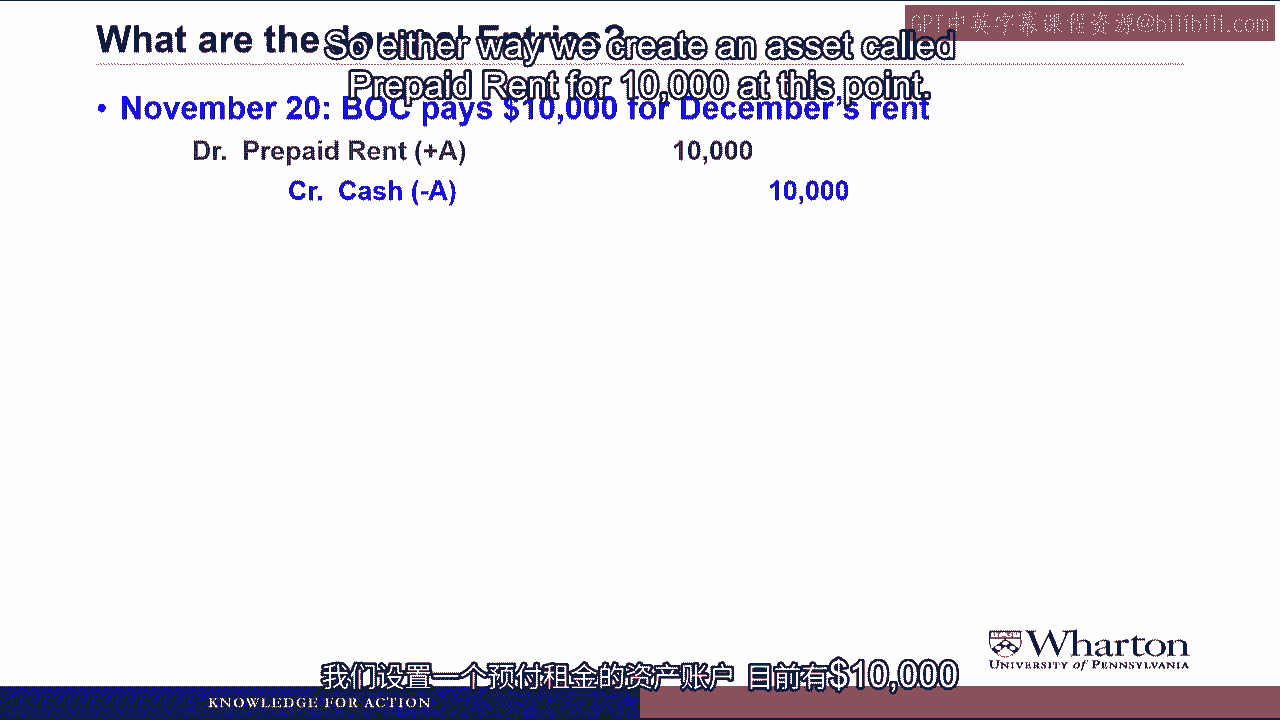 GPT中英字幕课程资源@bilibili.com
What are the Journal Entries?
So either way we create an asset called
Prepaid Rent for 10,000 at this point.
• November 20: BOC pays $10,000 for December's rent
Dr. Prepaid Rent (+A) 10,000
Cr. Cash (-A) 10,000
Wharton
UNIVERSITY of PENNSYLVANIA
我们设置一个预付租金的资产账户 目前有$10,000
KNOWLEDGE FOR ACTION